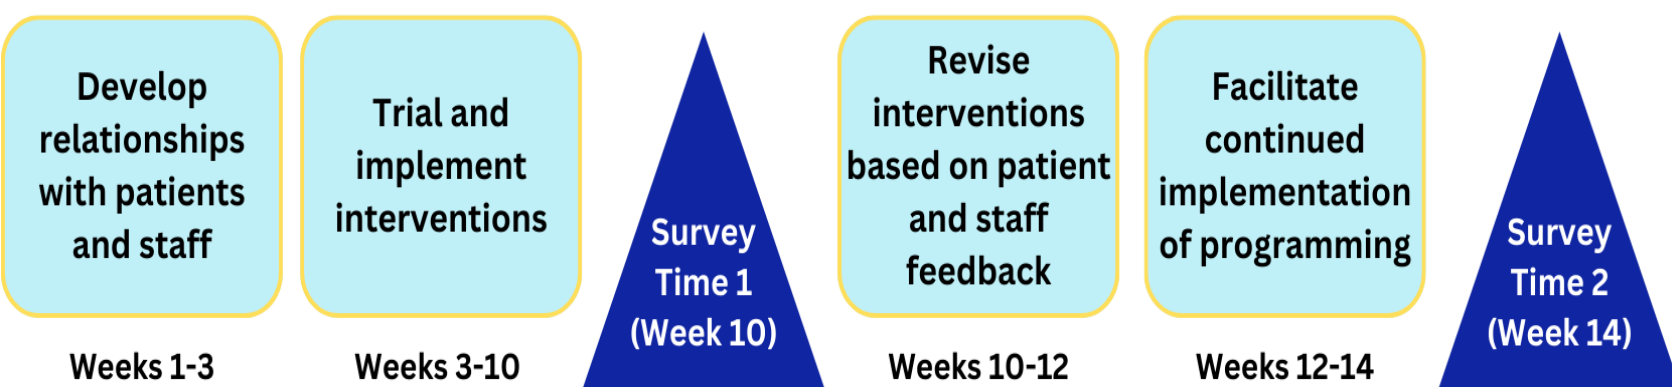 Develop
relationships
with patients
and staff
Weeks 1-3
Trial and
implement
interventions
Weeks 3-10
Survey
Time 1
(Week 10)
Revise
interventions
based on patient
and staff
feedback
Weeks 10-12
Facilitate
continued
implementation
of programming
Weeks 12-14
Survey
Time 2
(Week 14)